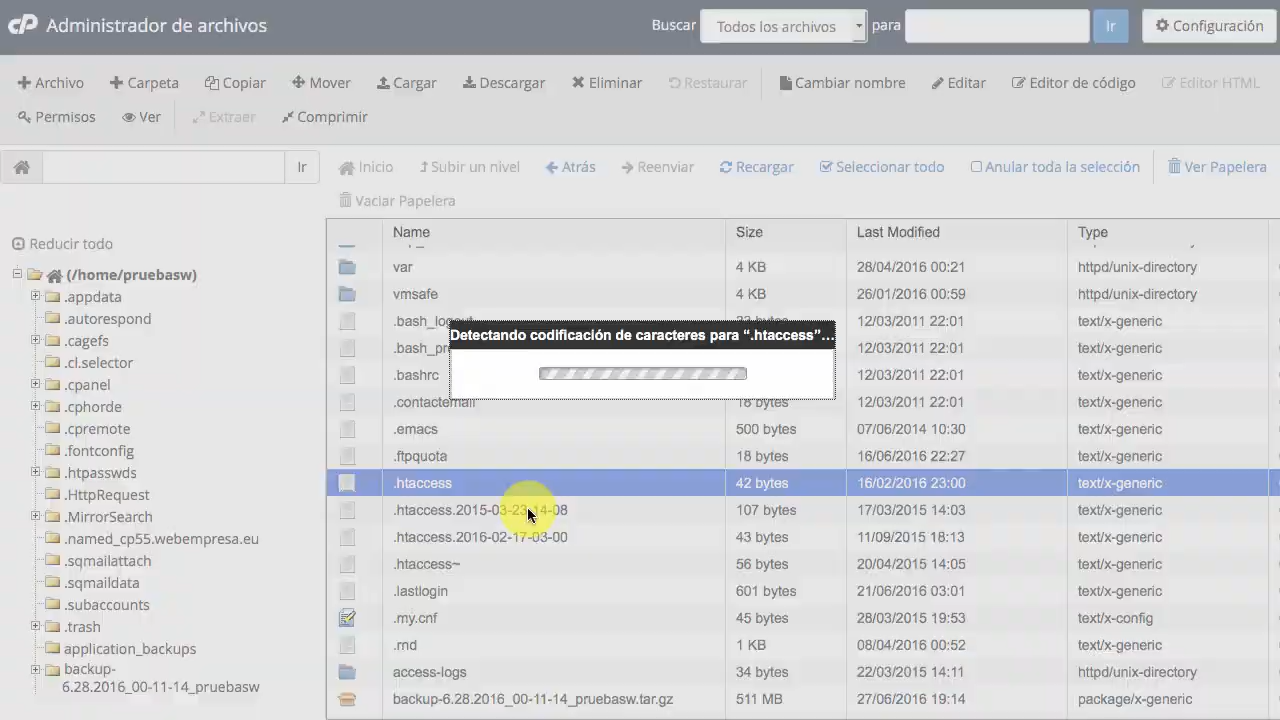 cP Administrador de archivos
Buscar Todos los archivos para Ir Configuración
Archivo Carpeta Copiar Mover Cargar Descargar Eliminar Restaurar Cambiar nombre Editar Editor de código Editor HTML
Permisos Ver Extraer Comprimir
Ir Inicio Subir un nivel Atrás Reenviar Recargar Seleccionar todo Anular toda la selección Ver Papelera
Vaciar Papelera
Reducir todo
(/home/pruebasw)
.appdata
.autorespond
.cagefs
.cl.selector
.cpanel
.cphorde
.cpremote
.fontconfig
.htpasswds
.HttpRequest
.MirrorSearch
.named_cp55.webempresa.eu
.sqmailattach
.sqmaildata
.subaccounts
.trash
application_backups
backup-
6.28.2016_00-11-14_pruebasw
Name Size Last Modified Type
var 4 KB 28/04/2016 00:21 httpd/unix-directory
vmsafe 4 KB 26/01/2016 00:59 httpd/unix-directory
12/03/2011 22:01 text/x-generic
Detectando codificación de caracteres para “.htaccess”...
.bash_pr 12/03/2011 22:01 text/x-generic
.bashrc 12/03/2011 22:01 text/x-generic
.contactemail 18 bytes 12/03/2011 22:01 text/x-generic
.emacs 500 bytes 07/06/2014 10:30 text/x-generic
.ftpquota 18 bytes 16/06/2016 22:27 text/x-generic
.htaccess 42 bytes 16/02/2016 23:00 text/x-generic
.htaccess.2015-03-23-14-08 107 bytes 17/03/2015 14:03 text/x-generic
.htaccess.2016-02-17-03-00 43 bytes 11/09/2015 18:13 text/x-generic
.htaccess~ 56 bytes 20/04/2015 14:05 text/x-generic
.lastlogin 601 bytes 21/06/2016 03:01 text/x-generic
.my.cnf 45 bytes 28/03/2015 19:53 text/x-config
.rnd 1 KB 08/04/2016 00:52 text/x-generic
access-logs 34 bytes 22/03/2015 14:11 httpd/unix-directory
backup-6.28.2016_00-11-14_pruebasw.tar.gz 511 MB 27/06/2016 19:14 package/x-generic